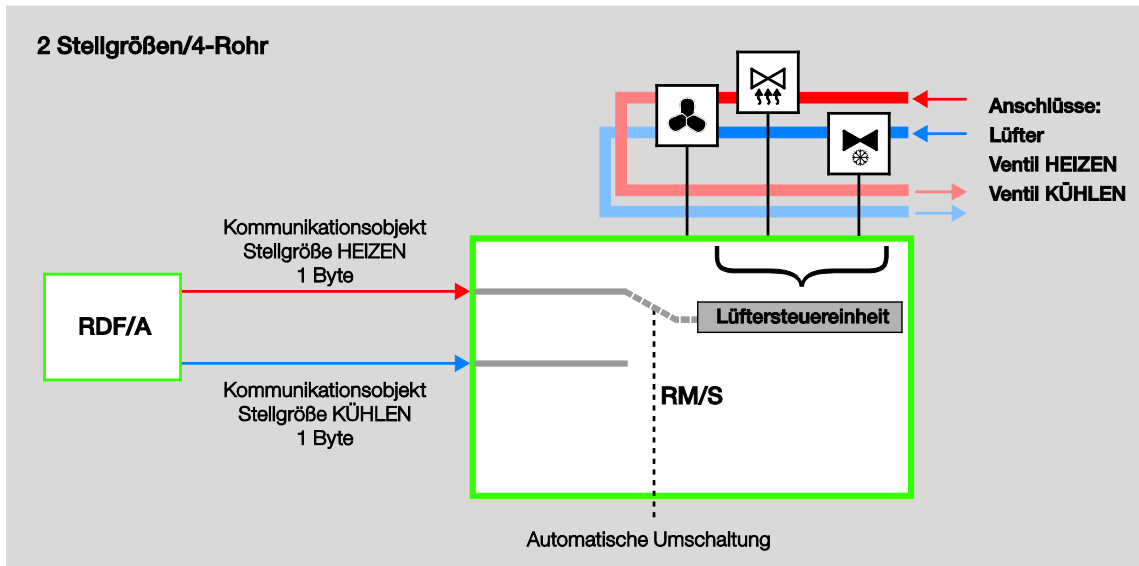 2 Stellgrößen/4-Rohr
Anschlüsse:
Lüfter
Ventil HEIZEN
Ventil KÜHLEN
Kommunikationsobjekt
Stellgröße HEIZEN
1 Byte
RDF/A
Lüftersteuereinheit
Kommunikationsobjekt
Stellgröße KÜHLEN
1 Byte
RM/S
Automatische Umschaltung